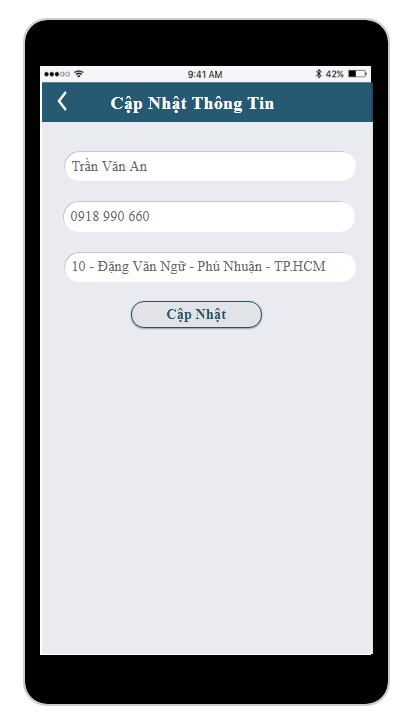 9:41 AM 42%
Cập Nhật Thông Tin
Trần Văn An
0918 990 660
10 - Đặng Văn Ngữ - Phú Nhuận - TP.HCM
Cập Nhật